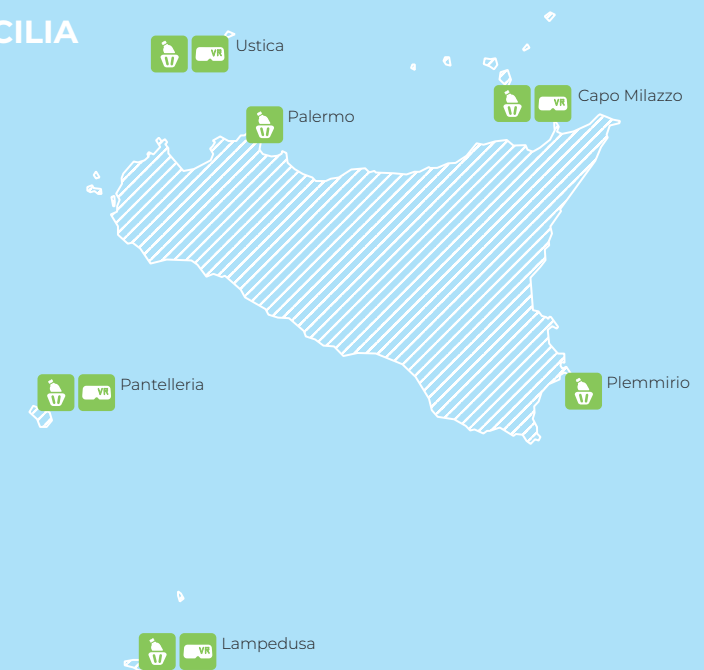 CILIA
Ustica
VR
Capo Milazzo
VR
Palermo
Pantelleria
VR
Plemmirio
Lampedusa
VR